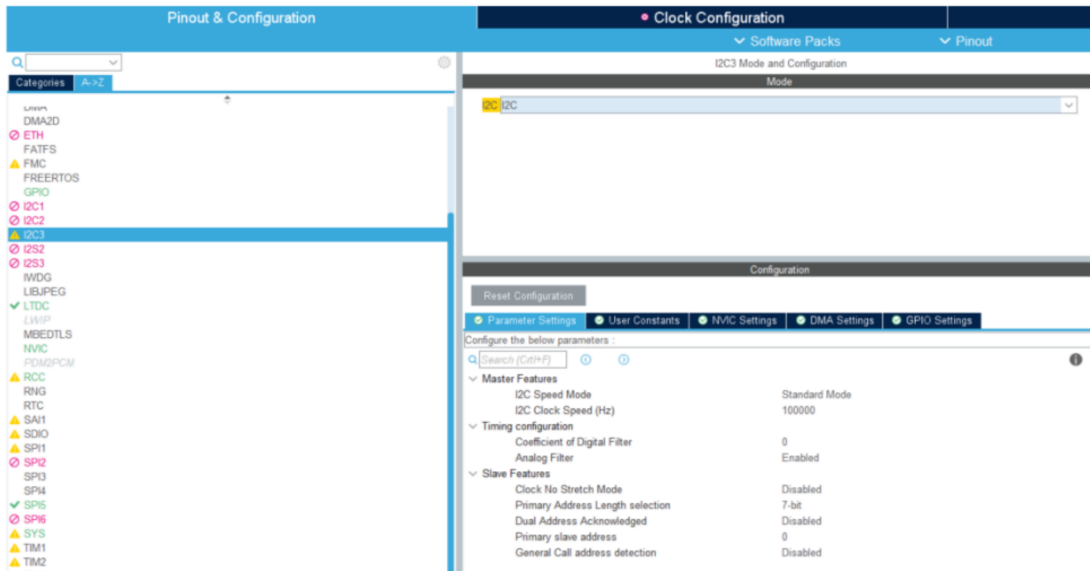 Pinout & Configuration
Clock Configuration
Software Packs
Pinout
Categories
A->Z
DMA
DMA2D
ETH
FATFS
FMC
FREERTOS
GPIO
I2C1
I2C2
I2C3
I2S2
I2S3
IWDG
LIBJPEG
LTDC
LWIP
MBEDTLS
NVIC
PDM2PCM
RCC
RNG
RTC
SAI1
SDIO
SPI1
SPI2
SPI3
SPI4
SPI5
SPI6
SYS
TIM1
TIM2
I2C3 Mode and Configuration
Mode
I2C I2C
Configuration
Reset Configuration
Parameter Settings
User Constants
NVIC Settings
DMA Settings
GPIO Settings
Configure the below parameters :
Search (Crtl+F)
Master Features
I2C Speed Mode Standard Mode
I2C Clock Speed (Hz) 100000
Timing configuration
Coefficient of Digital Filter 0
Analog Filter Enabled
Slave Features
Clock No Stretch Mode Disabled
Primary Address Length selection 7-bit
Dual Address Acknowledged Disabled
Primary slave address 0
General Call address detection Disabled